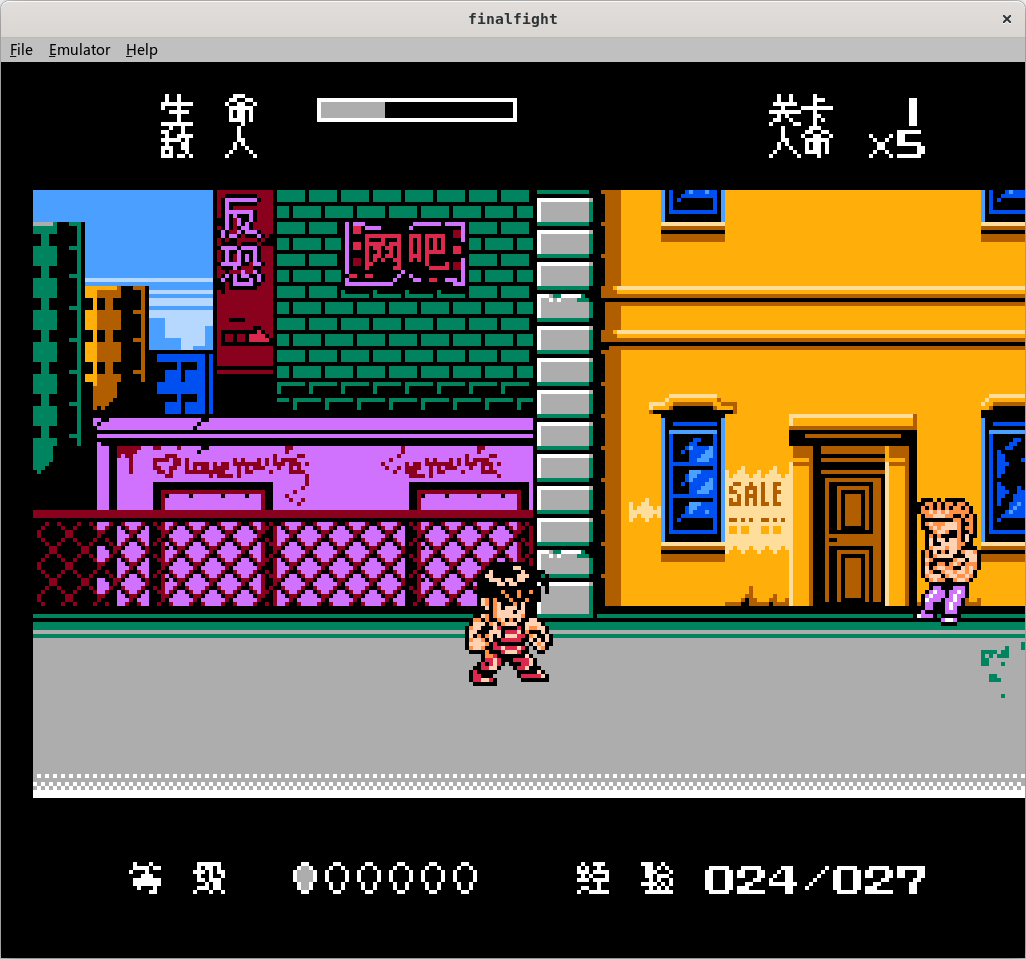 finalfight
File Emulator Help
生 命 关卡 1
敌 人 人命 ×5
网吧
SALE
等级 000000 经验 024/027